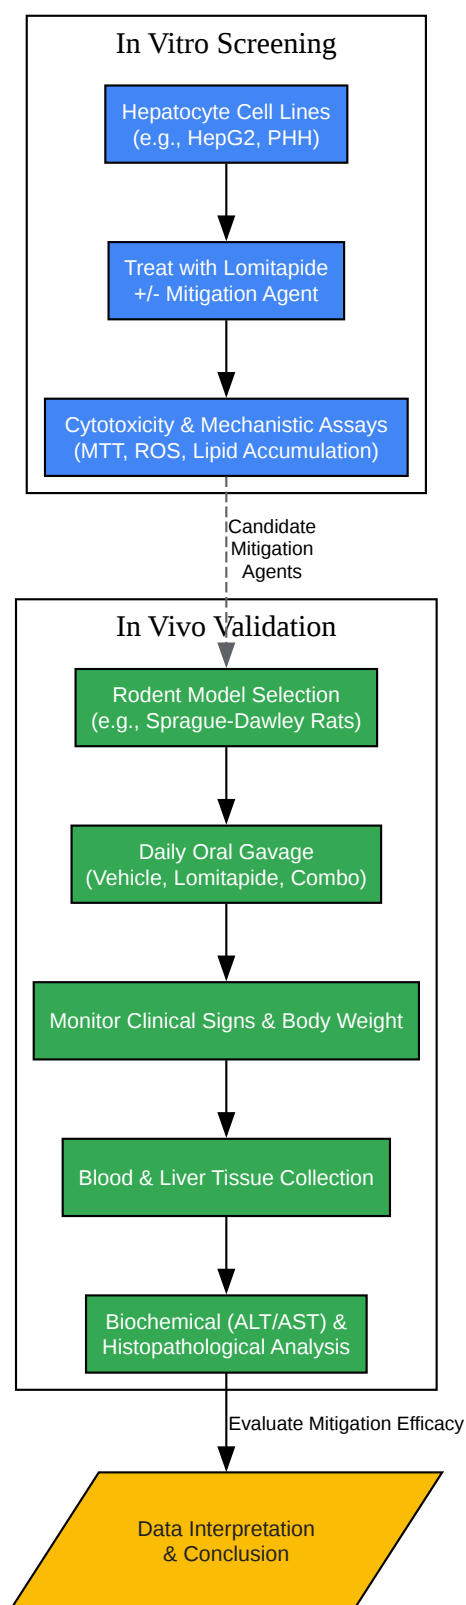 In Vitro Screening
Hepatocyte Cell Lines
(e.g., HepG2, PHH)
Treat with Lomitapide
+/- Mitigation Agent
Cytotoxicity & Mechanistic Assays
(MTT, ROS, Lipid Accumulation)
Candidate
Mitigation
Agents
In Vivo Validation
Rodent Model Selection
(e.g., Sprague-Dawley Rats)
Daily Oral Gavage
(Vehicle, Lomitapide, Combo)
Monitor Clinical Signs & Body Weight
Blood & Liver Tissue Collection
Biochemical (ALT/AST) &
Histopathological Analysis
Evaluate Mitigation Efficacy
Data Interpretation
& Conclusion